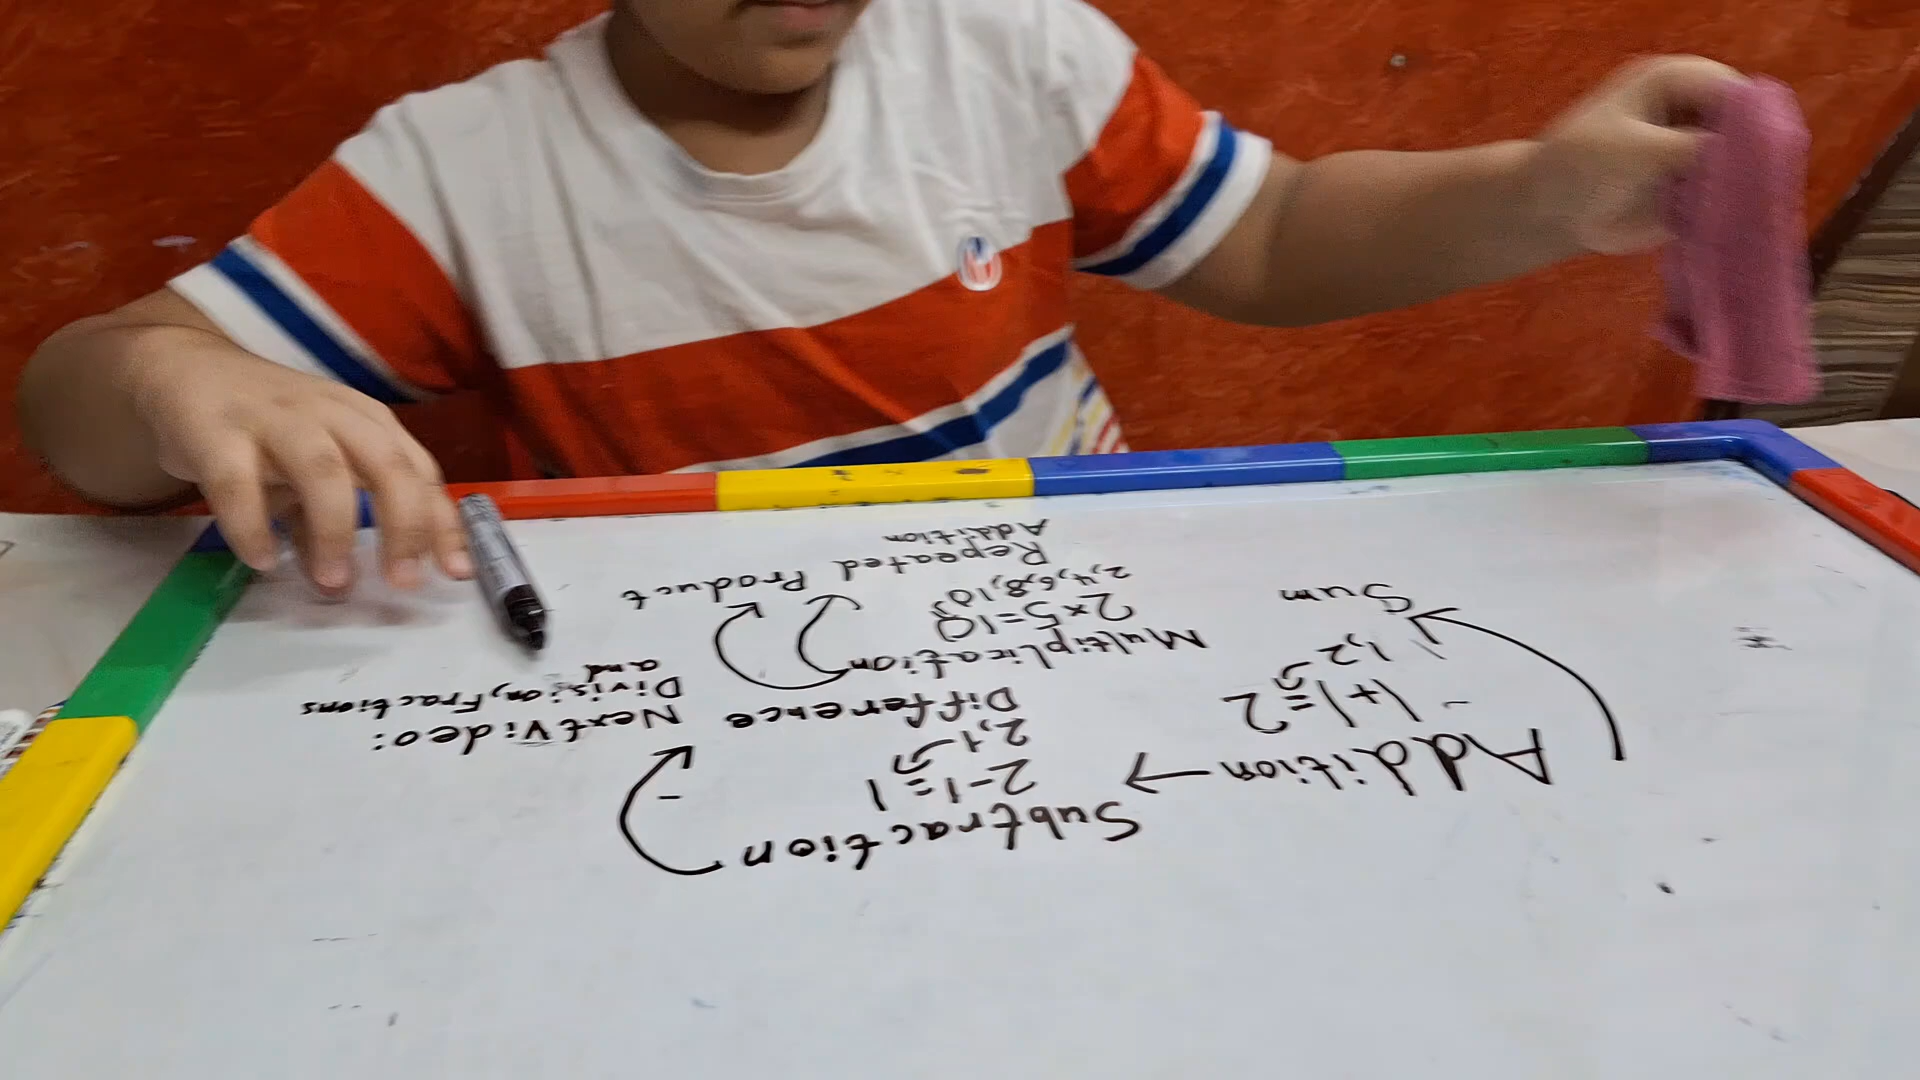 Addition →
1+1=2
1,2
Sum
Subtraction
2-1=1
2,1
Difference
Multiplication
2×5=10
2,4,6,8,10
Repeated
Addition
Product
Next Video:
Division, Fractions
and